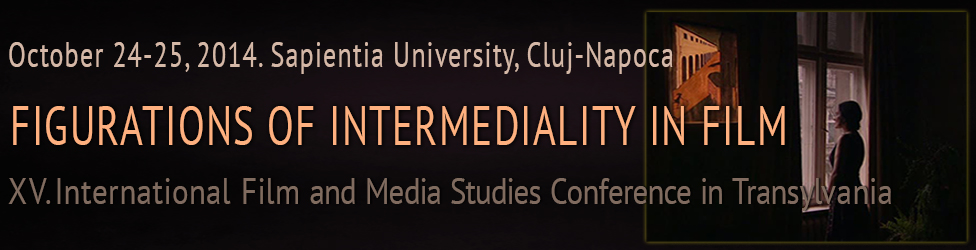 October 24-25, 2014. Sapientia University, Cluj-Napoca
FIGURATIONS OF INTERMEDIALITY IN FILM
XV. International Film and Media Studies Conference in Transylvania